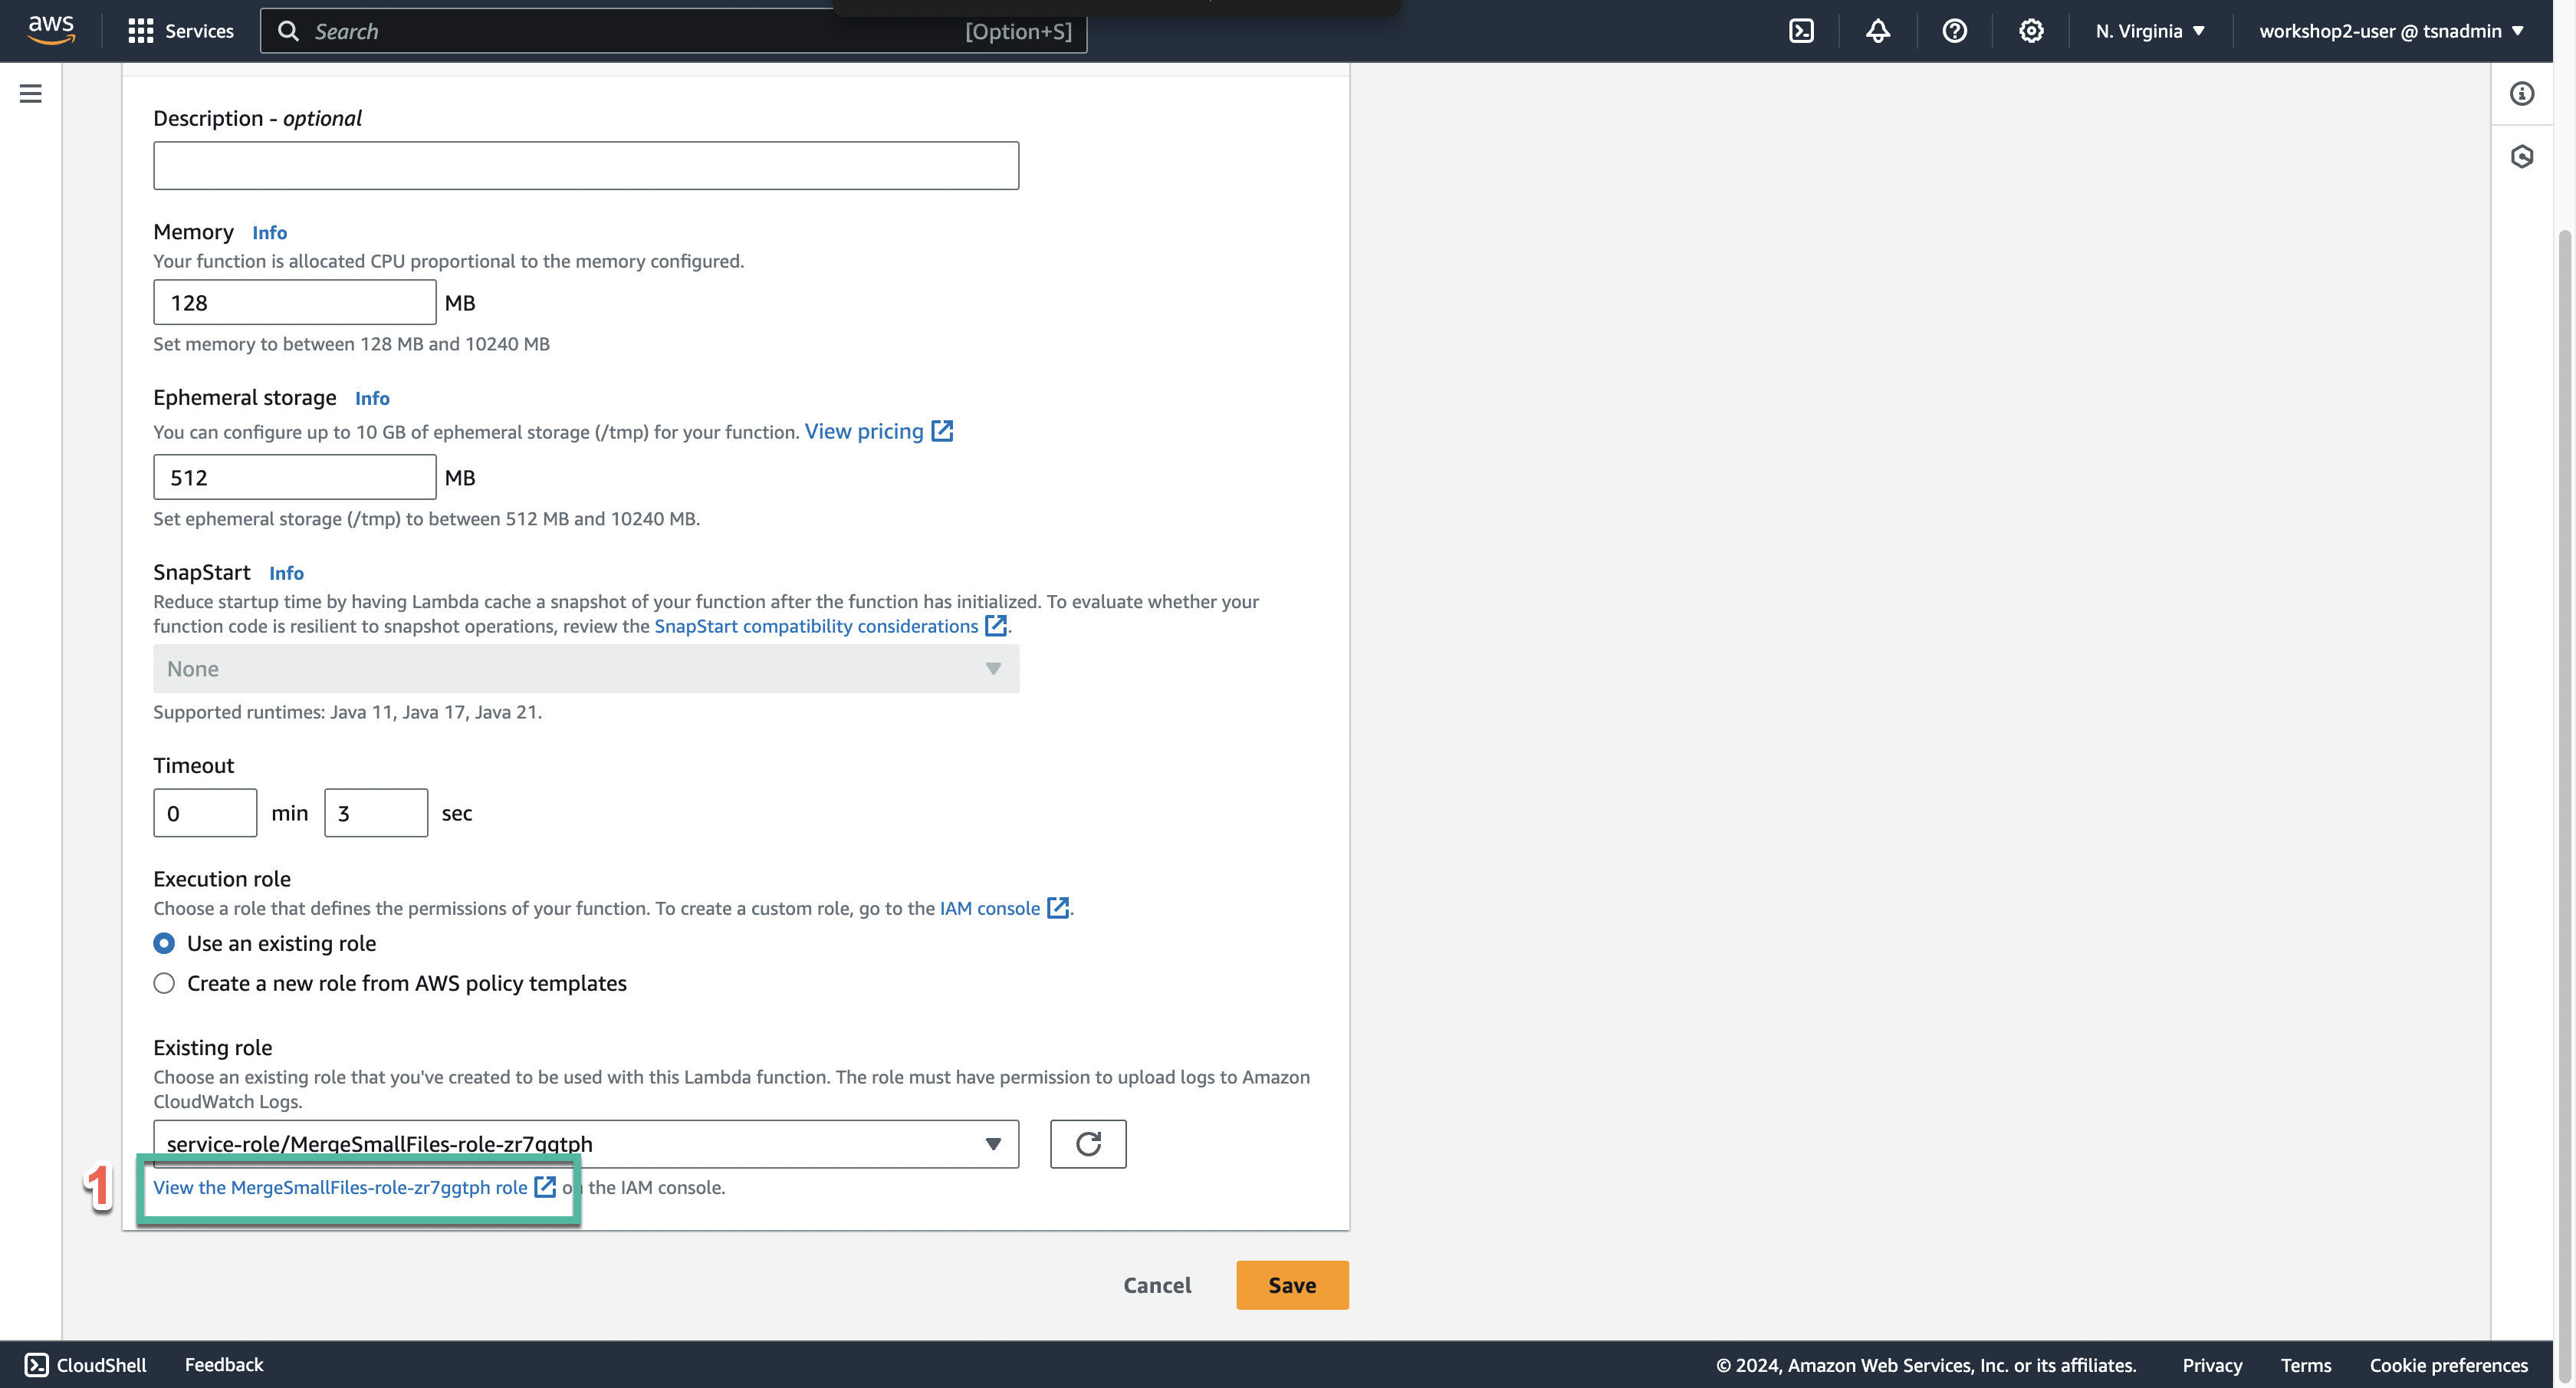 aws
Services
Search
[Option+S]
N. Virginia
workshop2-user @ tsnadmin
Description - optional
Memory Info
Your function is allocated CPU proportional to the memory configured.
128 MB
Set memory to between 128 MB and 10240 MB
Ephemeral storage Info
You can configure up to 10 GB of ephemeral storage (/tmp) for your function. View pricing
512 MB
Set ephemeral storage (/tmp) to between 512 MB and 10240 MB.
SnapStart Info
Reduce startup time by having Lambda cache a snapshot of your function after the function has initialized. To evaluate whether your
function code is resilient to snapshot operations, review the SnapStart compatibility considerations .
None
Supported runtimes: Java 11, Java 17, Java 21.
Timeout
0 min 3 sec
Execution role
Choose a role that defines the permissions of your function. To create a custom role, go to the IAM console .
Use an existing role
Create a new role from AWS policy templates
Existing role
Choose an existing role that you've created to be used with this Lambda function. The role must have permission to upload logs to Amazon
CloudWatch Logs.
service-role/MergeSmallFiles-role-zr7ggtph
1
View the MergeSmallFiles-role-zr7ggtph role on the IAM console.
Cancel
Save
CloudShell
Feedback
© 2024, Amazon Web Services, Inc. or its affiliates.
Privacy
Terms
Cookie preferences